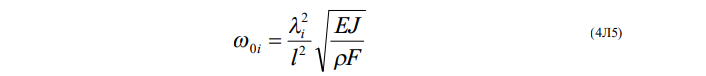 ω₀ᵢ = λᵢ²/l² √(EJ/ρF) (4Л5)